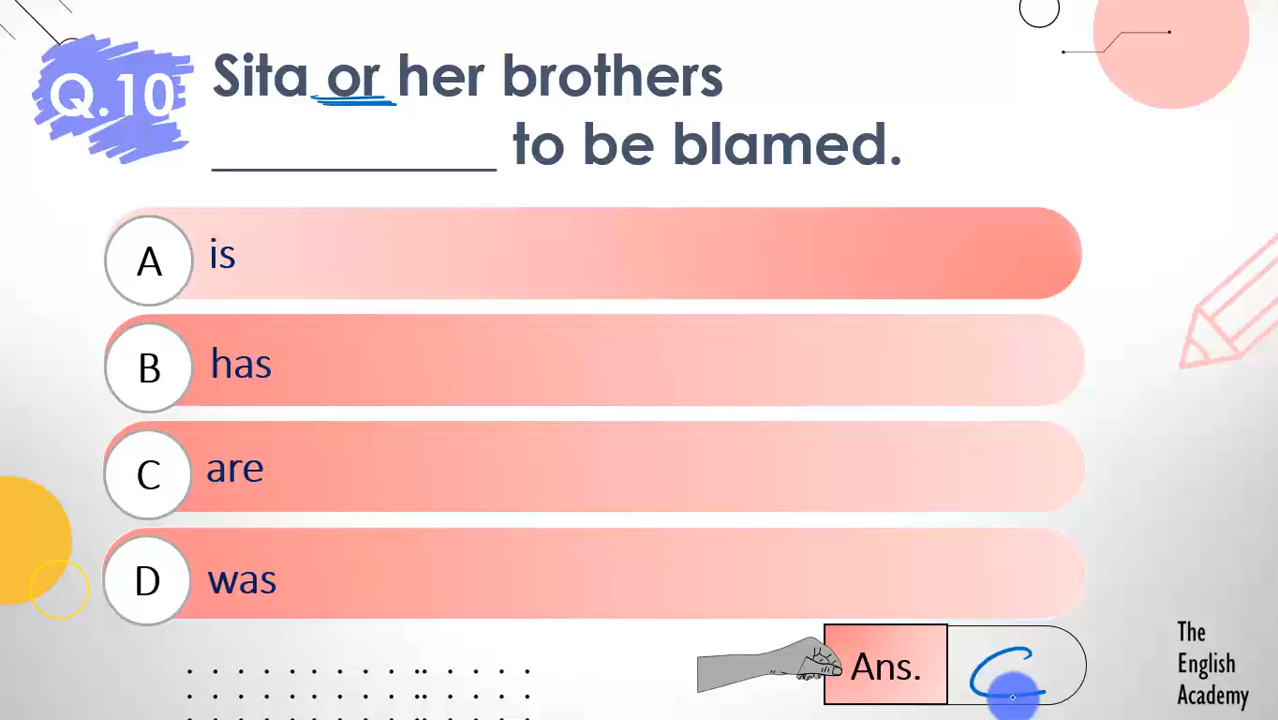 Q.10
Sita or her brothers
__________ to be blamed.
A is
B has
C are
D was
Ans. C
The
English
Academy